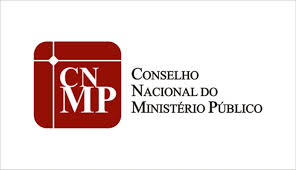 CN
MP
CONSELHO
NACIONAL DO
MINISTÉRIO PÚBLICO